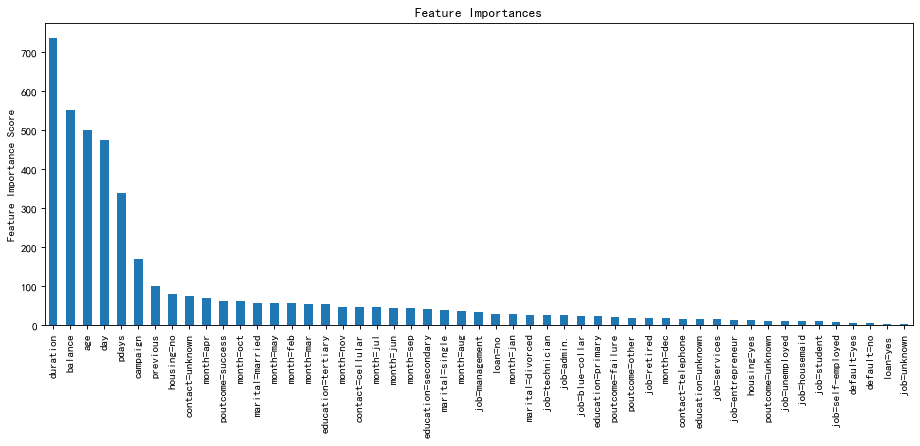 Feature Importances
Feature Importance Score
700
600
500
400
300
200
100
0
duration
balance
age
day
pdays
campaign
previous
housing=no
contact=unknown
month=apr
poutcome=success
month=oct
marital=married
month=may
month=feb
month=mar
education=tertiary
month=nov
contact=cellular
month=jul
month=jun
month=sep
education=secondary
marital=single
month=aug
job=management
loan=no
month=jan
marital=divorced
job=technician
job=admin.
job=blue-collar
education=primary
poutcome=failure
poutcome=other
job=retired
month=dec
contact=telephone
education=unknown
job=services
job=entrepreneur
housing=yes
poutcome=unknown
job=unemployed
job=housemaid
job=student
job=self-employed
default=yes
default=no
loan=yes
job=unknown